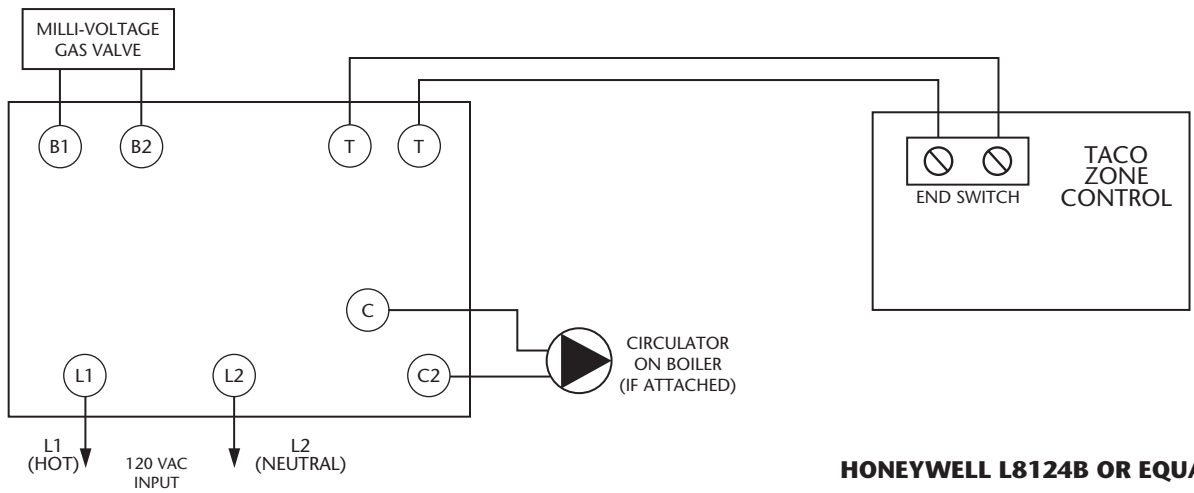 MILLI-VOLTAGE
GAS VALVE
B1
B2
T
T
END SWITCH
TACO
ZONE
CONTROL
C
CIRCULATOR
ON BOILER
(IF ATTACHED)
L1
L2
C2
L1
(HOT)
120 VAC
INPUT
L2
(NEUTRAL)
HONEYWELL L8124B OR EQUA